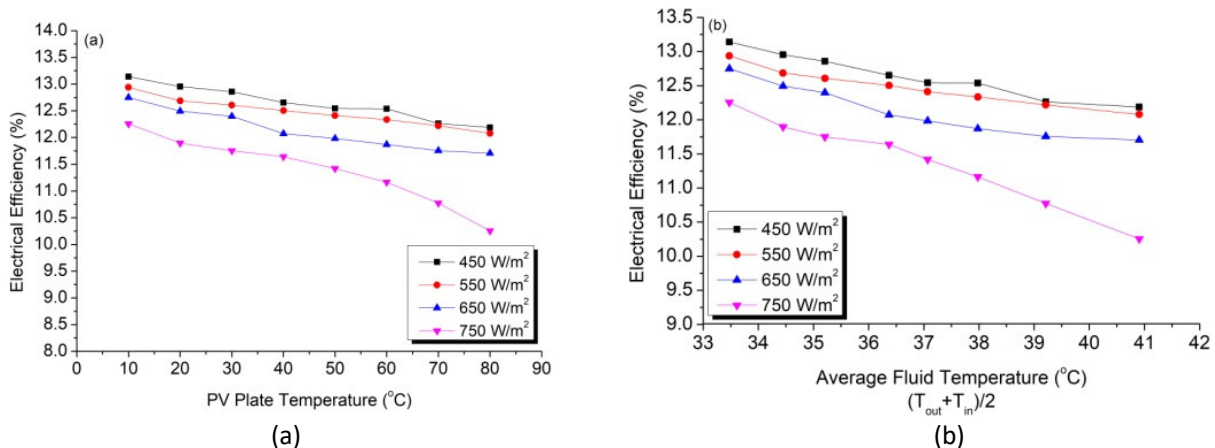 (a)
14.0
13.5
13.0
12.5
12.0
11.5
11.0
10.5
10.0
9.5
9.0
8.5
8.0
Electrical Efficiency (%)
450 W/m²
550 W/m²
650 W/m²
750 W/m²
10 20 30 40 50 60 70 80 90
PV Plate Temperature (°C)
(a)
(b)
13.5
13.0
12.5
12.0
11.5
11.0
10.5
10.0
9.5
9.0
Electrical Efficiency (%)
450 W/m²
550 W/m²
650 W/m²
750 W/m²
33 34 35 36 37 38 39 40 41 42
Average Fluid Temperature (°C)
(T_out+T_in)/2
(b)